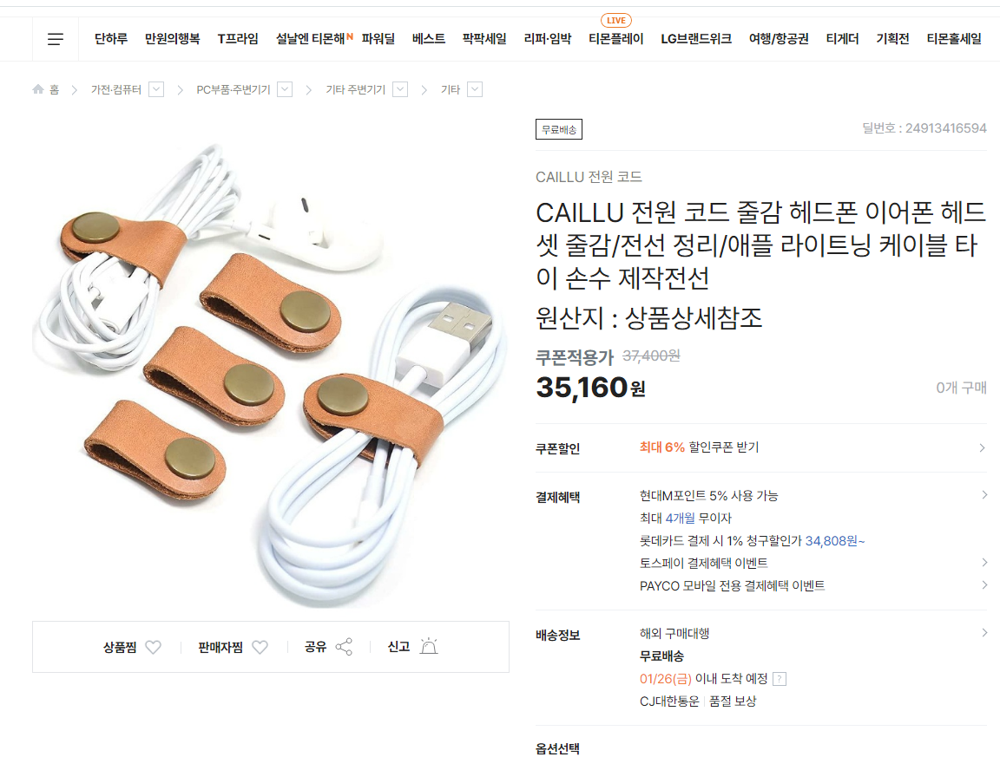 LIVE
단하루 만원의행복 T프라임 설날엔 티몬해N 파워딜 베스트 팍팍세일 리퍼·임박 티몬플레이 LG브랜드위크 여행/항공권 티게더 기획전 티몬홀세일
홈 가전·컴퓨터 PC부품·주변기기 기타 주변기기 기타
무료배송 딜번호 : 24913416594
CAILLU 전원 코드
CAILLU 전원 코드 줄감 헤드폰 이어폰 헤드
셋 줄감/전선 정리/애플 라이트닝 케이블 타
이 손수 제작전선
원산지 : 상품상세참조
쿠폰적용가 37,400원
35,160원 0개 구매
쿠폰할인 최대 6% 할인쿠폰 받기
결제혜택 현대M포인트 5% 사용 가능
최대 4개월 무이자
롯데카드 결제 시 1% 청구할인가 34,808원~
토스페이 결제혜택 이벤트
PAYCO 모바일 전용 결제혜택 이벤트
상품찜 판매자찜 공유 신고
배송정보 해외 구매대행
무료배송
01/26(금) 이내 도착 예정 ?
CJ대한통운 품절 보상
옵션선택